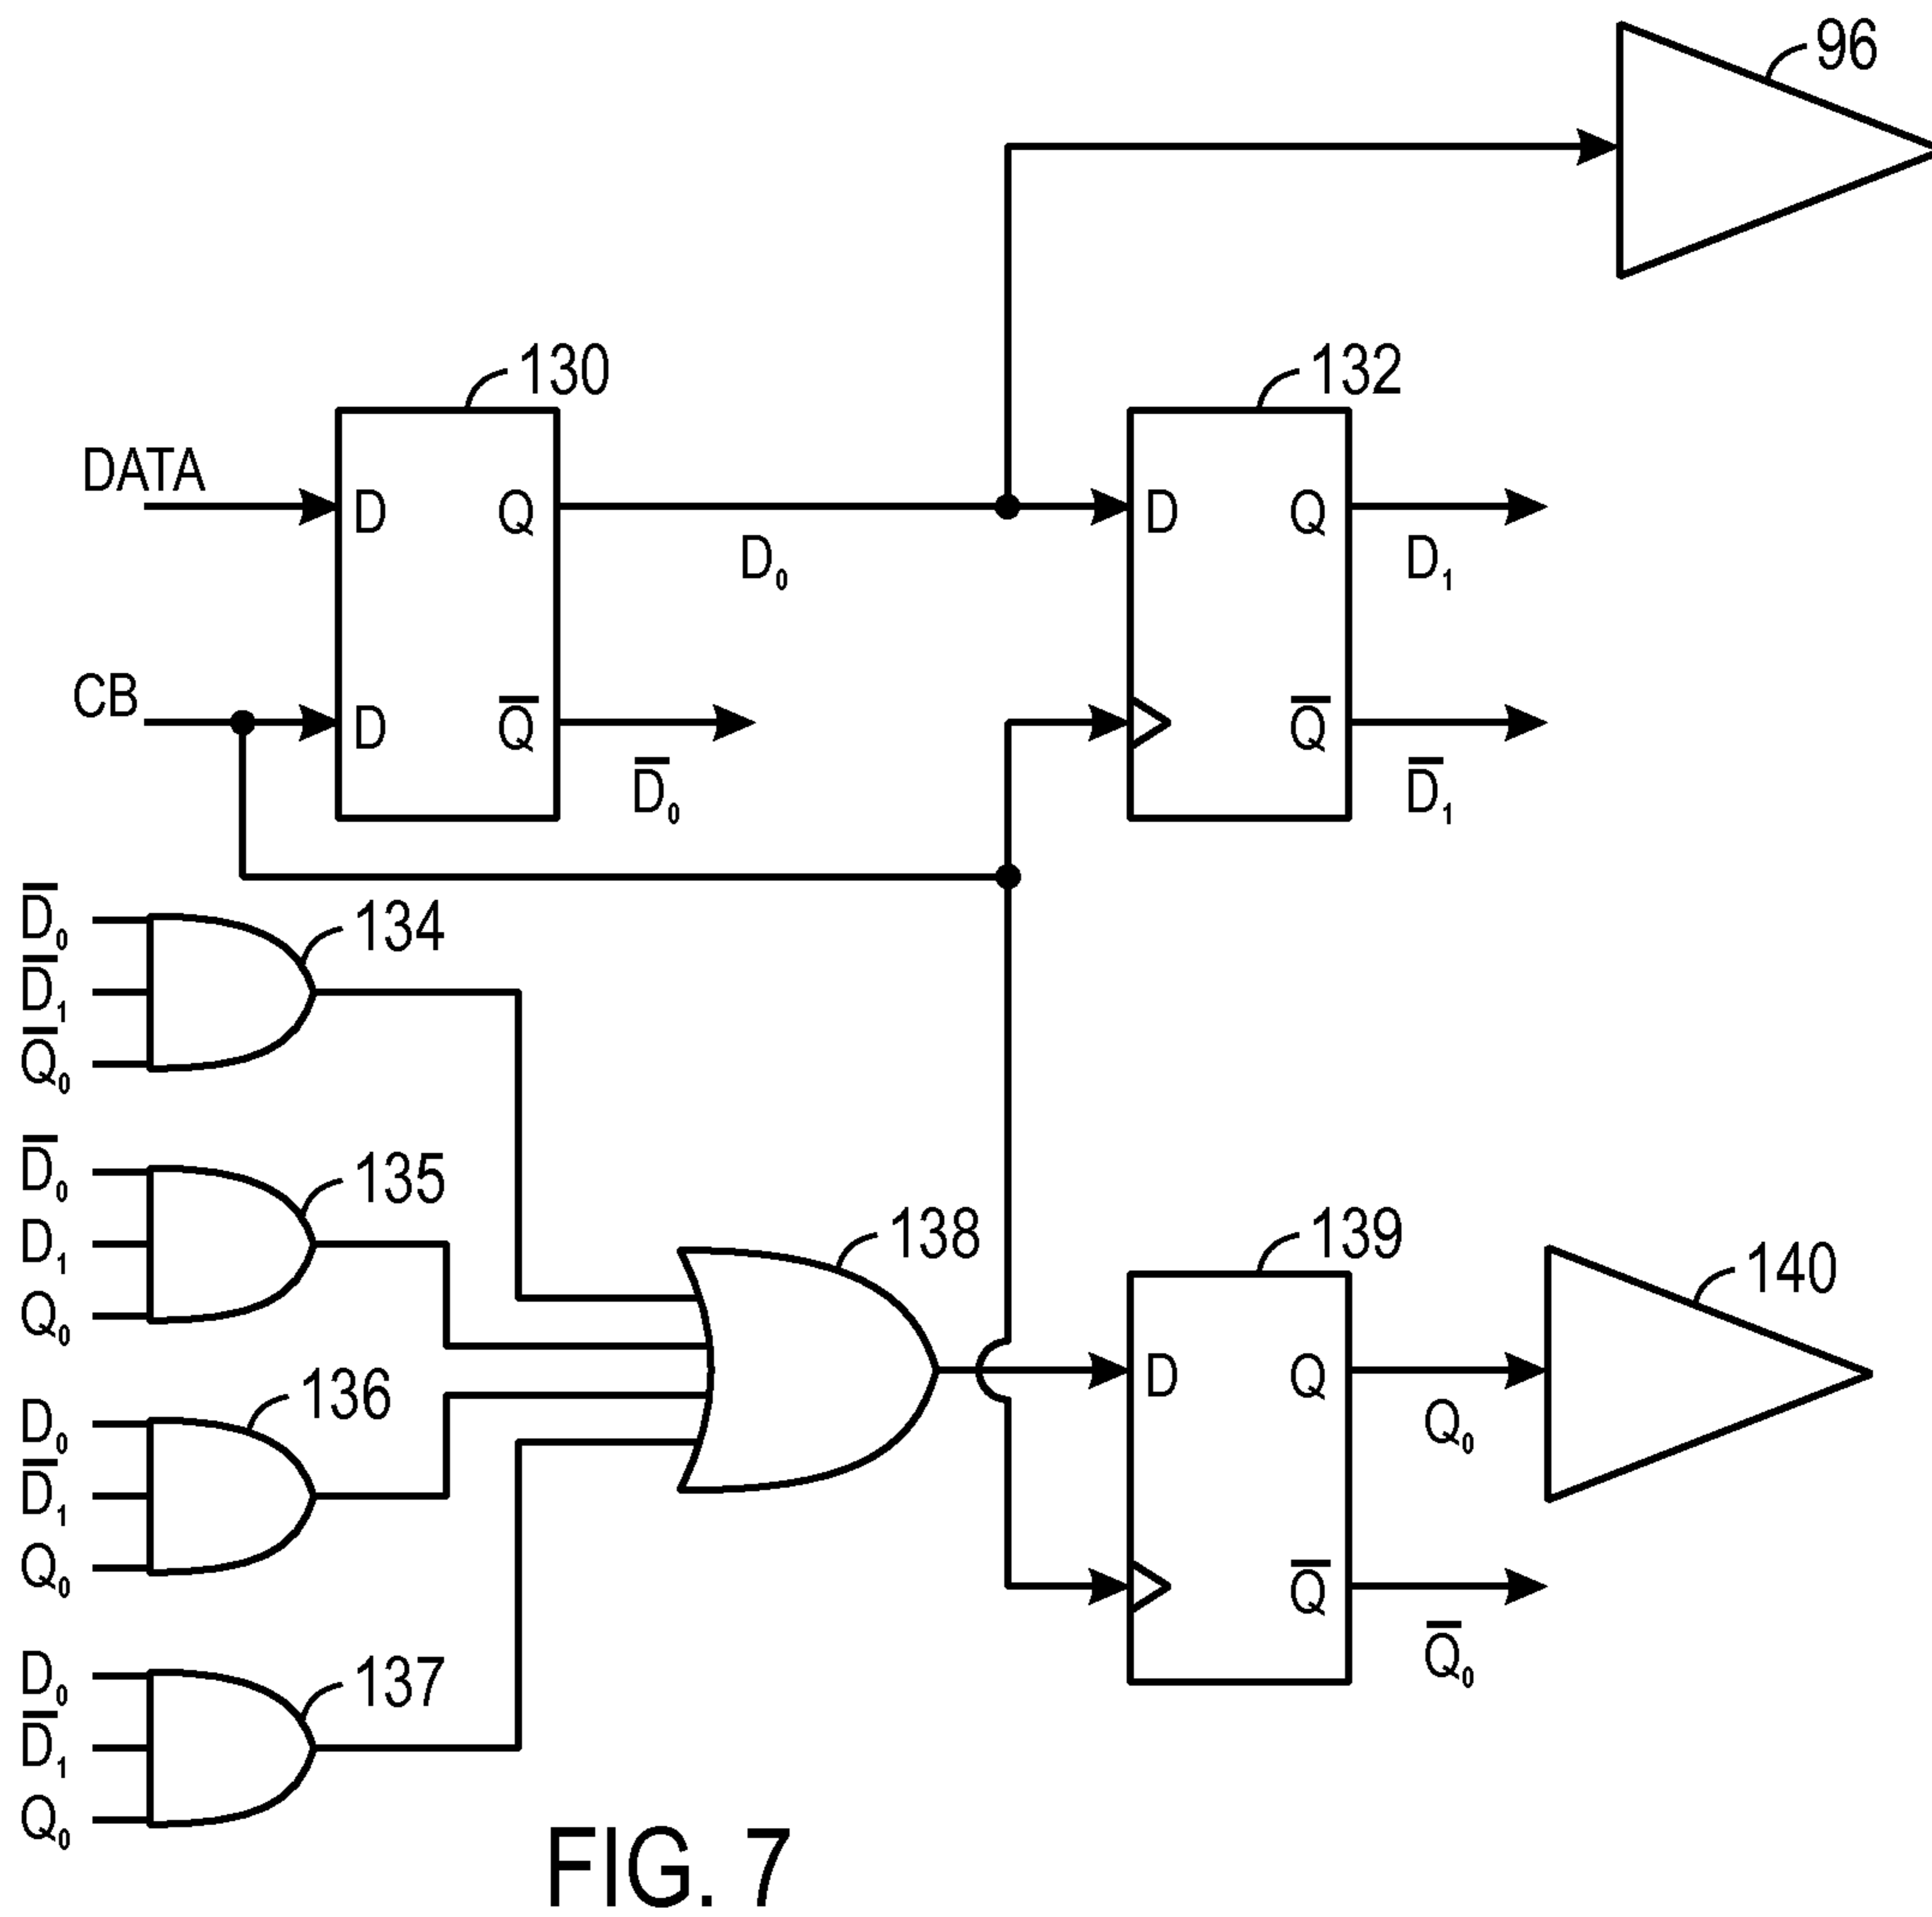 96
130
132
DATA
D Q
D Q
D₀
D₁
CB
D Q̅
Q̅
D̅₀
D̅₁
D̅₀
134
D̅₁
Q̅₀
D̅₀
135
D₁
Q₀
138
139
140
D₀
136
D Q
Q₀
D̅₁
Q₀
Q̅
Q̅₀
D₀
137
D̅₁
Q₀
FIG. 7